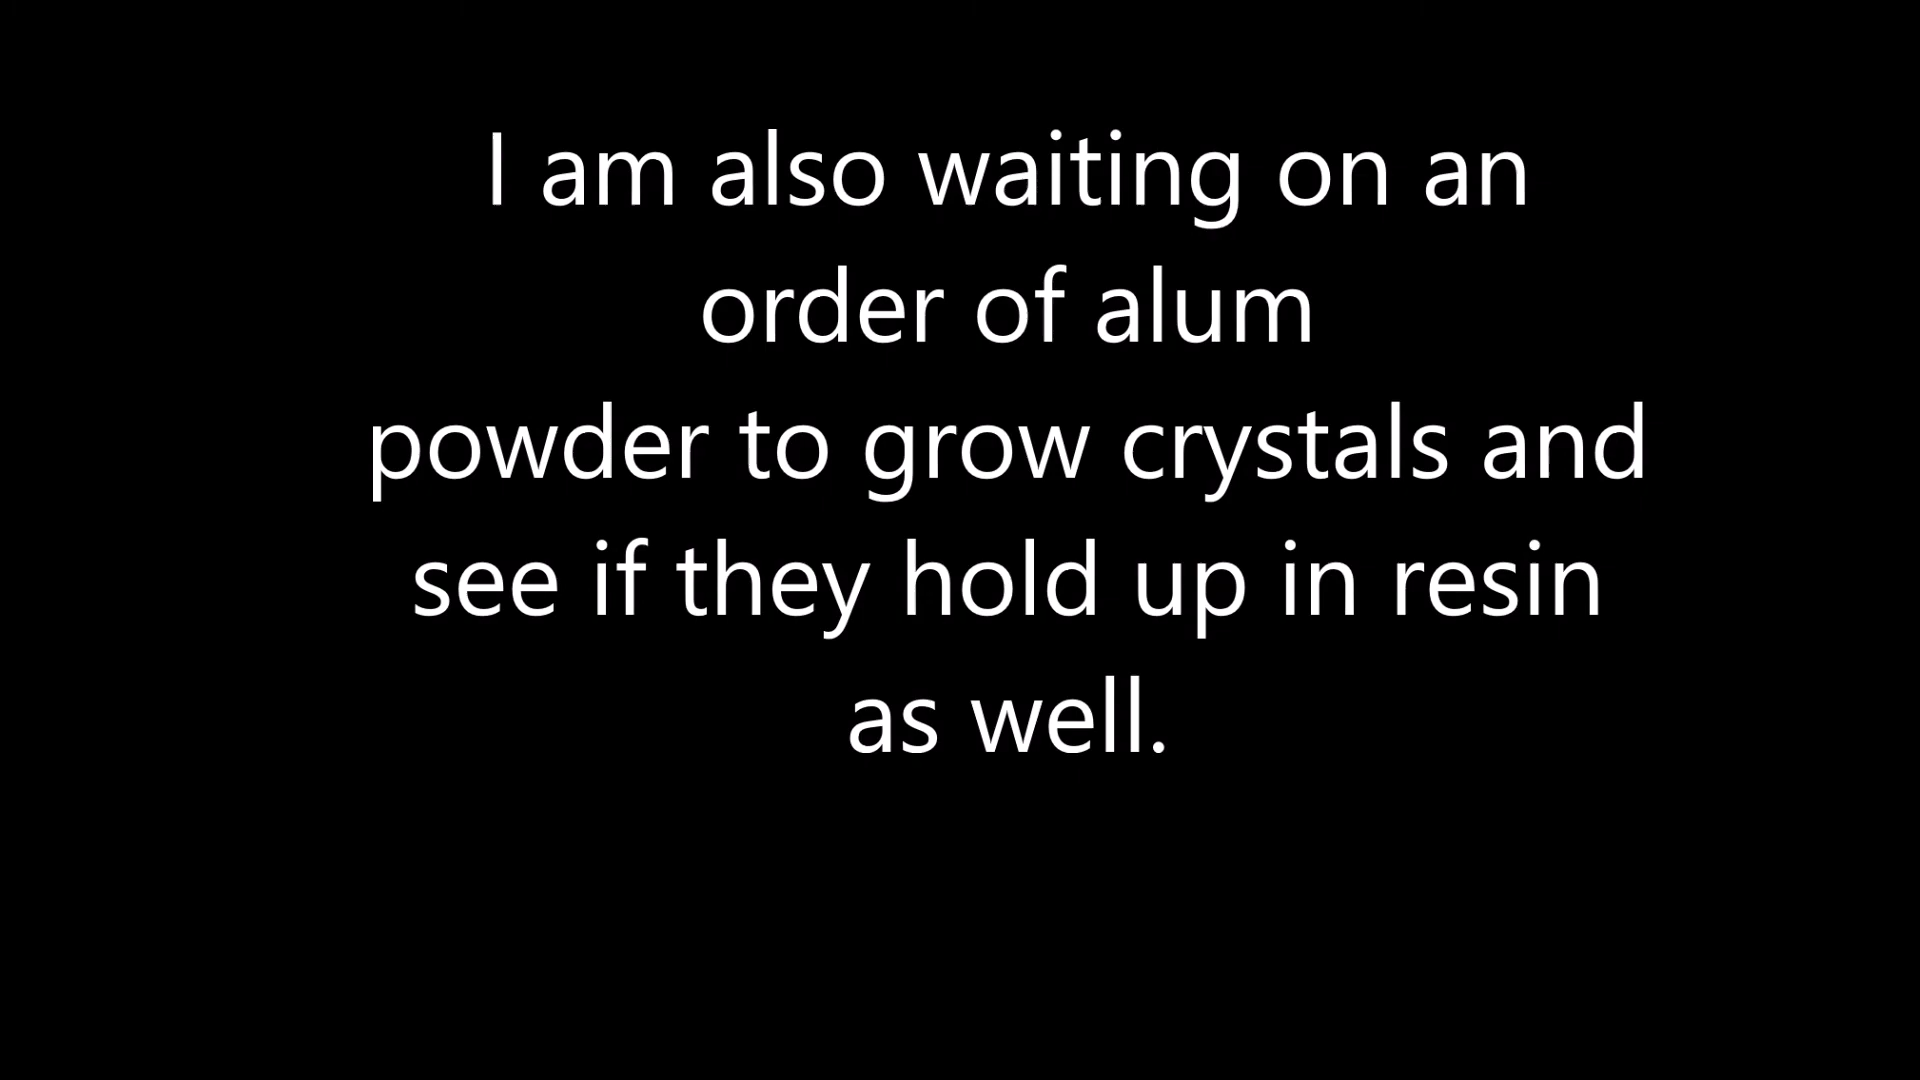 I am also waiting on an
order of alum
powder to grow crystals and
see if they hold up in resin
as well.